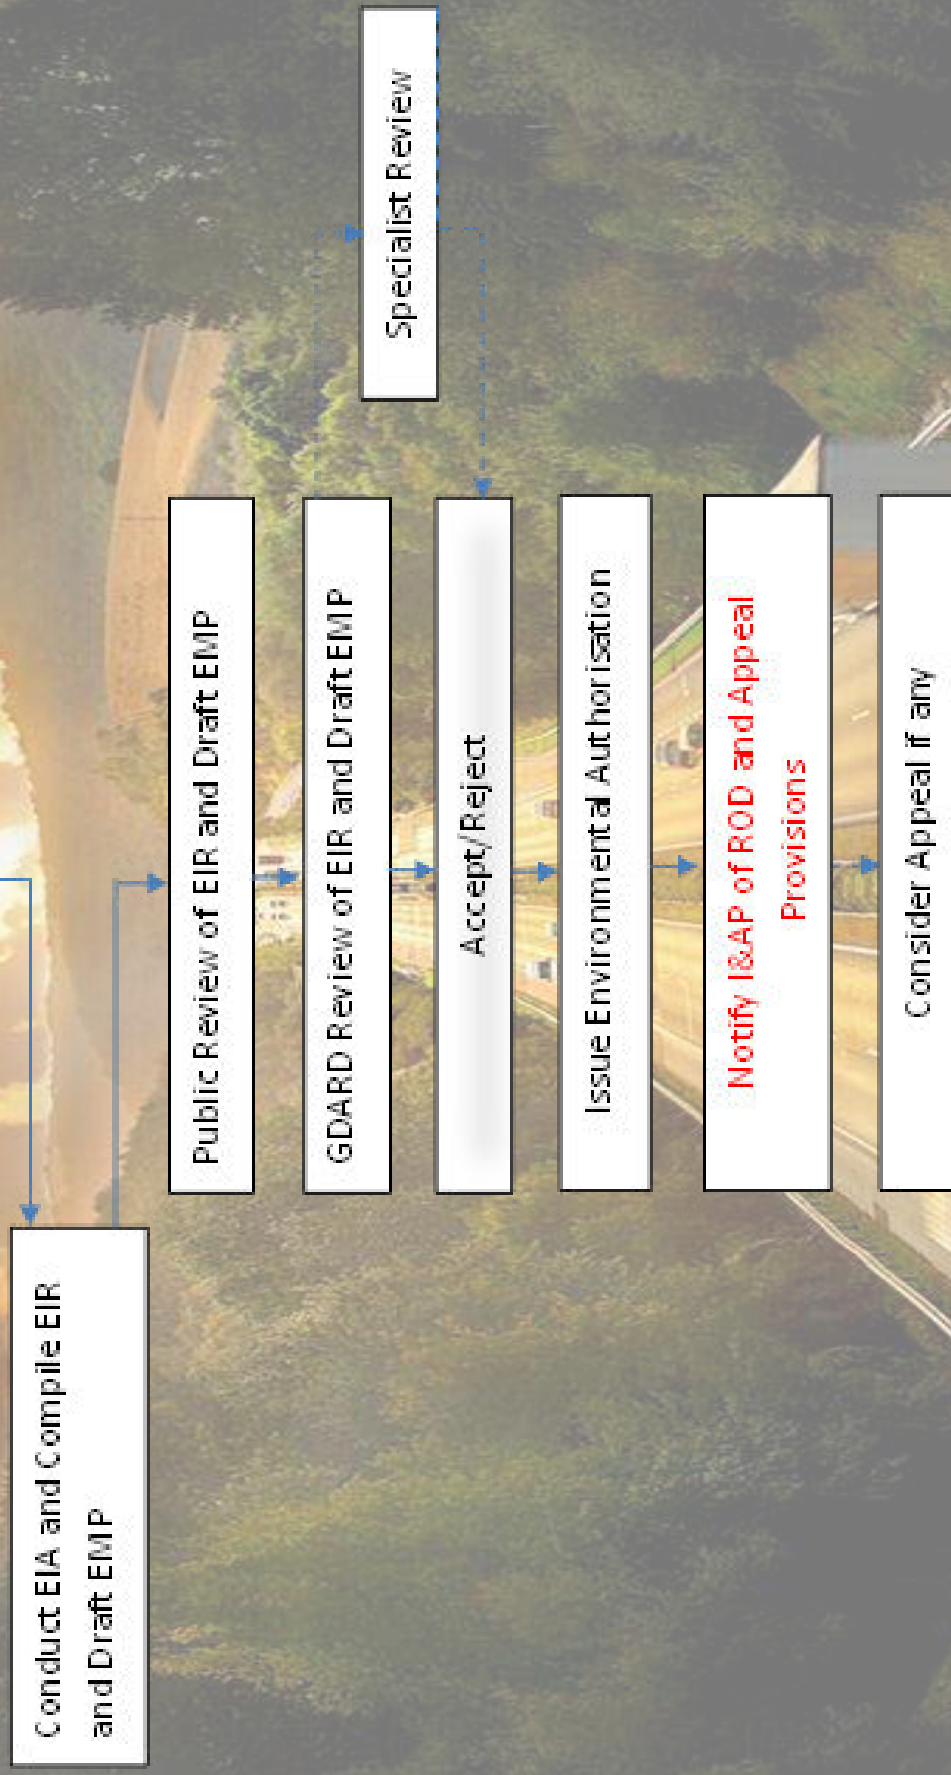 Conduct EIA and Compile EIR
and Draft EMP
Public Review of EIR and Draft EMP
GDARD Review of EIR and Draft EMP
Specialist Review
Accept/Reject
Issue Environmental Authorisation
Notify I&AP of ROD and Appeal
Provisions
Consider Appeal if any